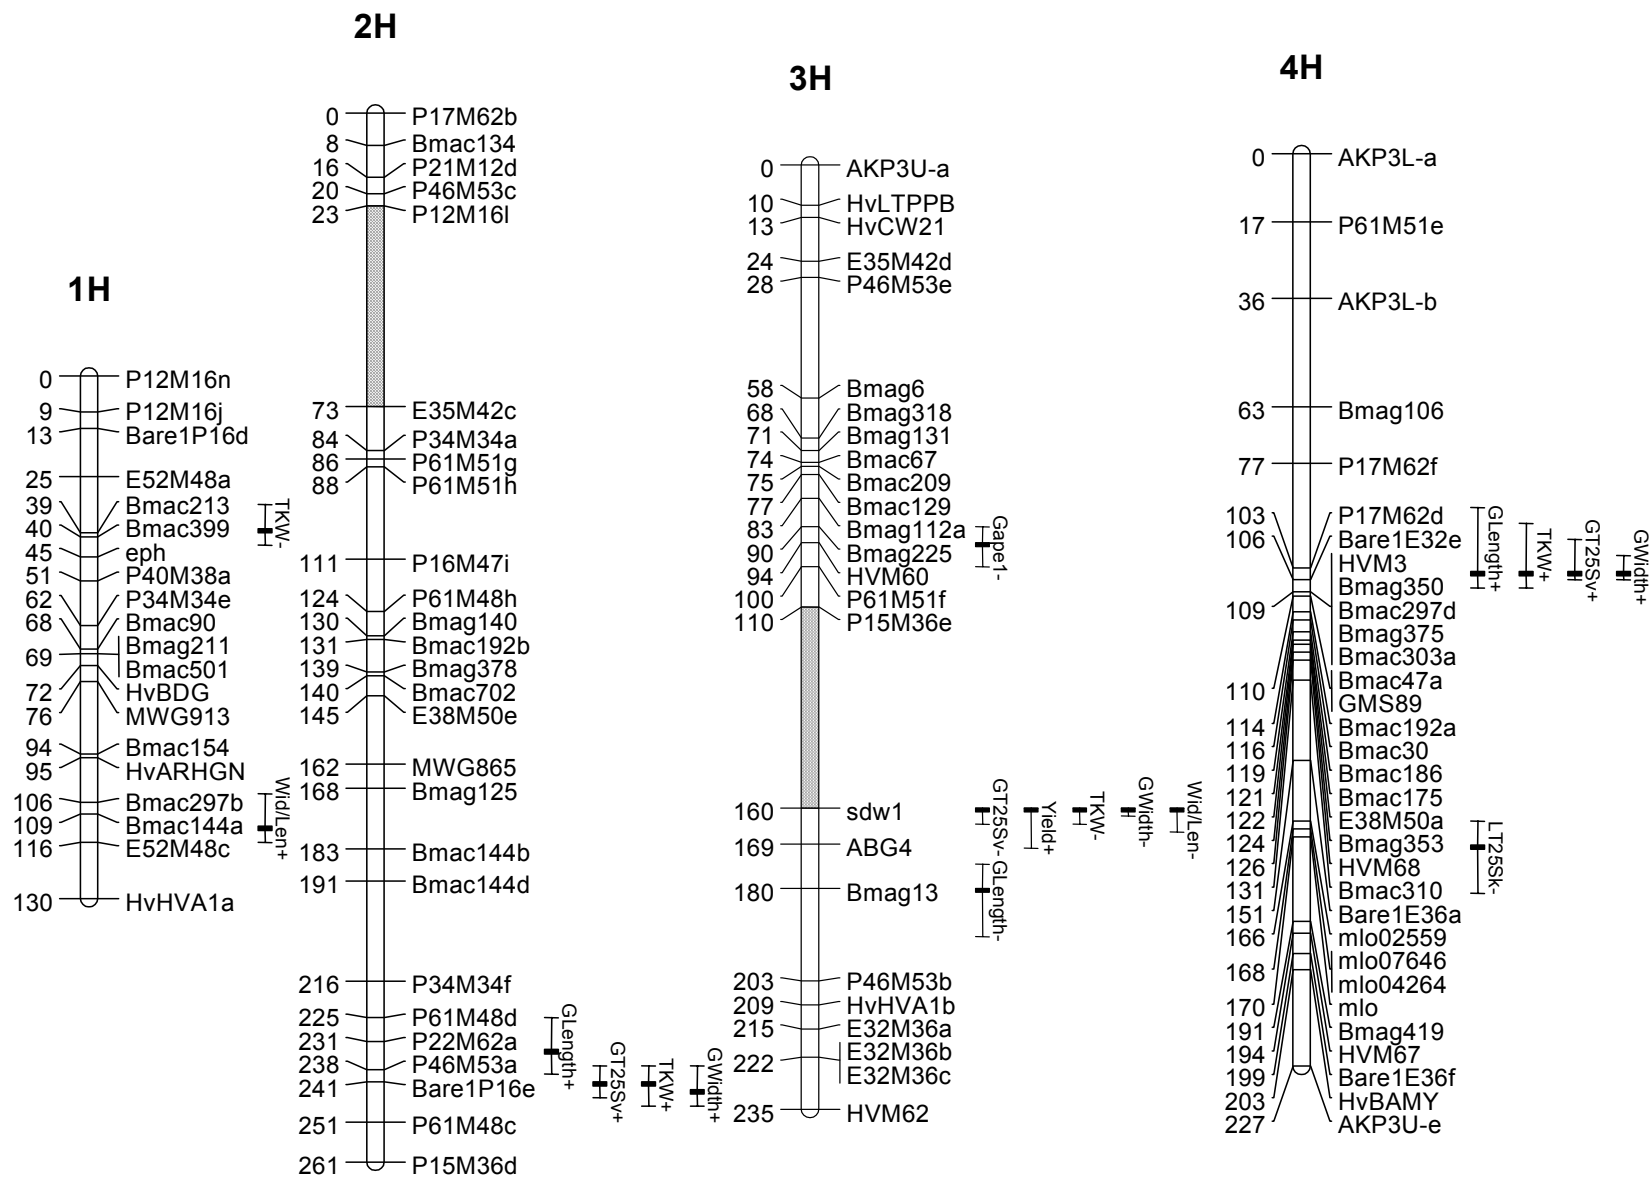 1H
0 P12M16n
9 P12M16j
13 Bare1P16d
25 E52M48a
39 Bmac213
40 Bmac399
45 eph
51 P40M38a
62 P34M34e
68 Bmac90
69 Bmag211
Bmac501
72 HvBDG
76 MWG913
94 Bmac154
95 HvARHGN
106 Bmac297b
109 Bmac144a
116 E52M48c
130 HvHVA1a
TKW-
Wid/Len+
2H
0 P17M62b
8 Bmac134
16 P21M12d
20 P46M53c
23 P12M16l
73 E35M42c
84 P34M34a
86 P61M51g
88 P61M51h
111 P16M47i
124 P61M48h
130 Bmag140
131 Bmac192b
139 Bmag378
140 Bmac702
145 E38M50e
162 MWG865
168 Bmag125
183 Bmac144b
191 Bmac144d
216 P34M34f
225 P61M48d
231 P22M62a
238 P46M53a
241 Bare1P16e
251 P61M48c
261 P15M36d
GLength+
GT25Sv+
TKW+
GWidth+
3H
0 AKP3U-a
10 HvLTPPB
13 HvCW21
24 E35M42d
28 P46M53e
58 Bmag6
68 Bmag318
71 Bmag131
74 Bmac67
75 Bmac209
77 Bmac129
83 Bmag112a
90 Bmag225
94 HVM60
100 P61M51f
110 P15M36e
160 sdw1
169 ABG4
180 Bmag13
203 P46M53b
209 HvHVA1b
215 E32M36a
222 E32M36b
E32M36c
235 HVM62
Gape1-
GT25Sv-
Yield+
TKW-
GWidth-
Wid/Len-
GLength-
4H
0 AKP3L-a
17 P61M51e
36 AKP3L-b
63 Bmag106
77 P17M62f
103 P17M62d
106 Bare1E32e
HVM3
Bmag350
109 Bmac297d
Bmag375
Bmac303a
110 Bmac47a
GMS89
114 Bmac192a
116 Bmac30
119 Bmac186
121 Bmac175
122 E38M50a
124 Bmag353
126 HVM68
131 Bmac310
151 Bare1E36a
166 mlo02559
168 mlo07646
mlo04264
170 mlo
191 Bmag419
194 HVM67
199 Bare1E36f
203 HvBAMY
227 AKP3U-e
GLength+
TKW+
GT25Sv+
GWidth+
LT25Sk-